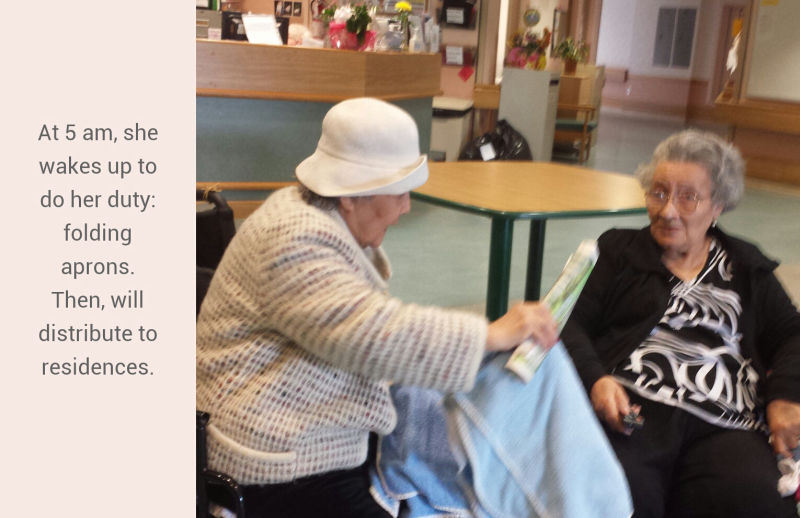 At 5 am, she
wakes up to
do her duty:
folding
aprons.
Then, will
distribute to
residences.